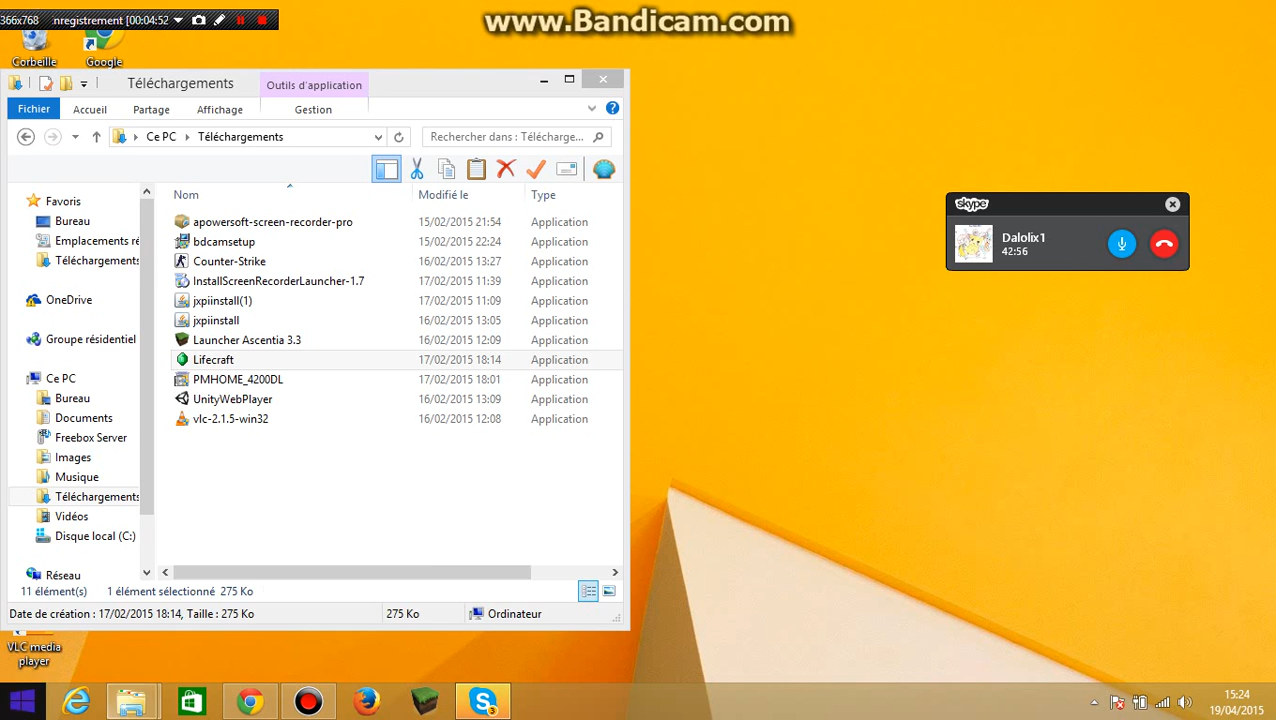 366x768 .nregistrement [00:04:52]
www.Bandicam.com
Corbeille
Google
Téléchargements
Outils d'application
Fichier Accueil Partage Affichage Gestion
Ce PC Téléchargements
Rechercher dans : Télécharge...
Nom Modifié le Type
Favoris
Bureau
Emplacements ré
Téléchargements
OneDrive
Groupe résidentiel
Ce PC
Bureau
Documents
Freebox Server
Images
Musique
Téléchargements
Vidéos
Disque local (C:)
Réseau
apowersoft-screen-recorder-pro 15/02/2015 21:54 Application
bdcamsetup 15/02/2015 22:24 Application
Counter-Strike 16/02/2015 13:27 Application
InstallScreenRecorderLauncher-1.7 17/02/2015 11:39 Application
jxpiinstall(1) 17/02/2015 11:09 Application
jxpiinstall 16/02/2015 13:05 Application
Launcher Ascentia 3.3 16/02/2015 12:09 Application
Lifecraft 17/02/2015 18:14 Application
PMHOME_4200DL 17/02/2015 18:01 Application
UnityWebPlayer 16/02/2015 13:09 Application
vlc-2.1.5-win32 16/02/2015 12:08 Application
11 élément(s) 1 élément sélectionné 275 Ko
Date de création : 17/02/2015 18:14, Taille : 275 Ko 275 Ko Ordinateur
skype
Dalolix1
42:56
VLC media
player
3
15:24
19/04/2015